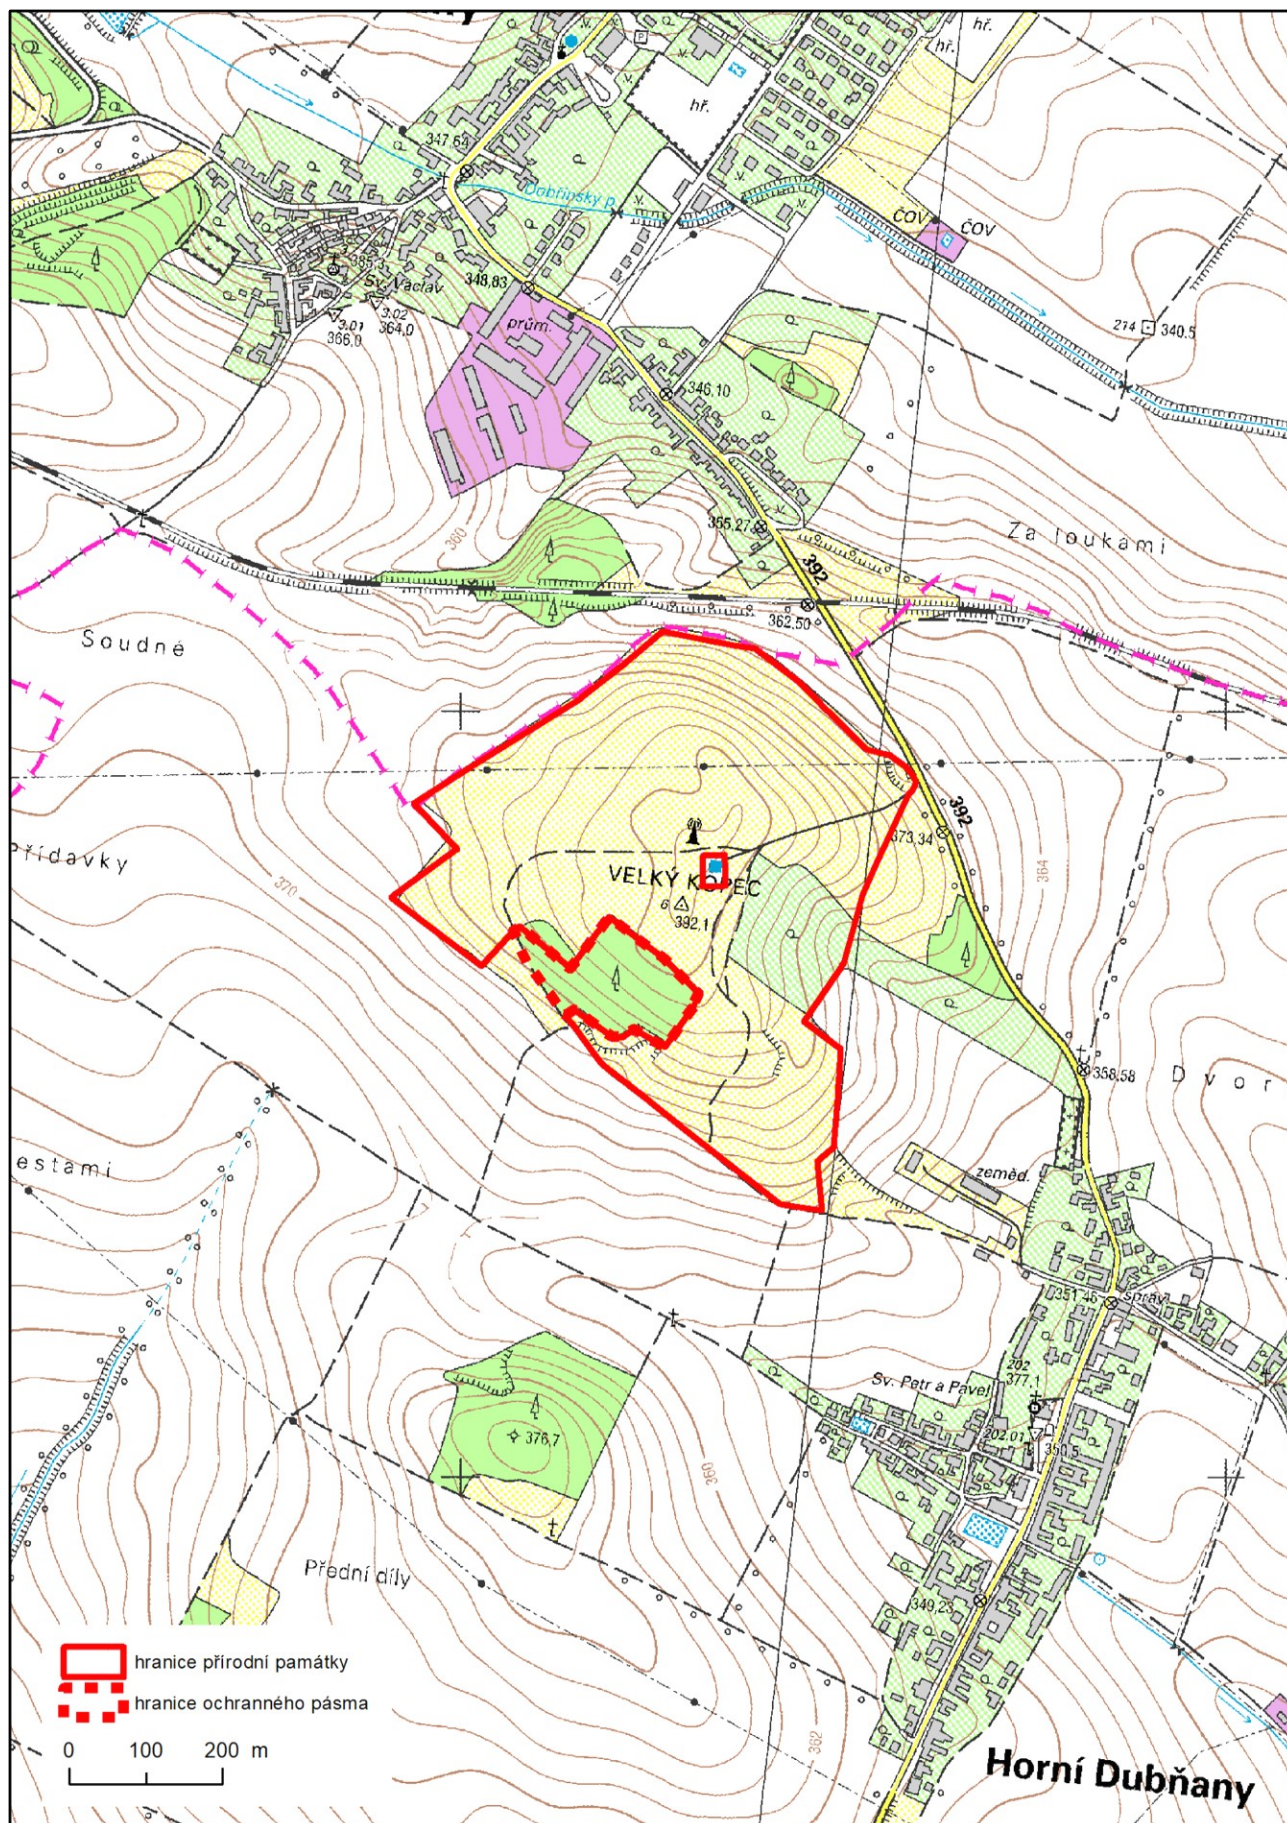 hř.
hř.
hř.
347,64
Dobřínský p.
ČOV
ČOV
Sv. Václav
348,83
3.01
366,0
3.02
364,0
prům.
214
340,5
346,10
360
355,27
Za loukami
392
362,50
Soudné
392
373,34
Přídavky
370
364
VELKÝ KOPEC
6
392,1
358,58
Dvor
estami
zeměd.
351,46
správ.
202
377,1
Sv. Petr a Pavel
202.01
350,5
376,7
360
Přední díly
349,23
hranice přírodní památky
hranice ochranného pásma
0 100 200 m
362
Horní Dubňany